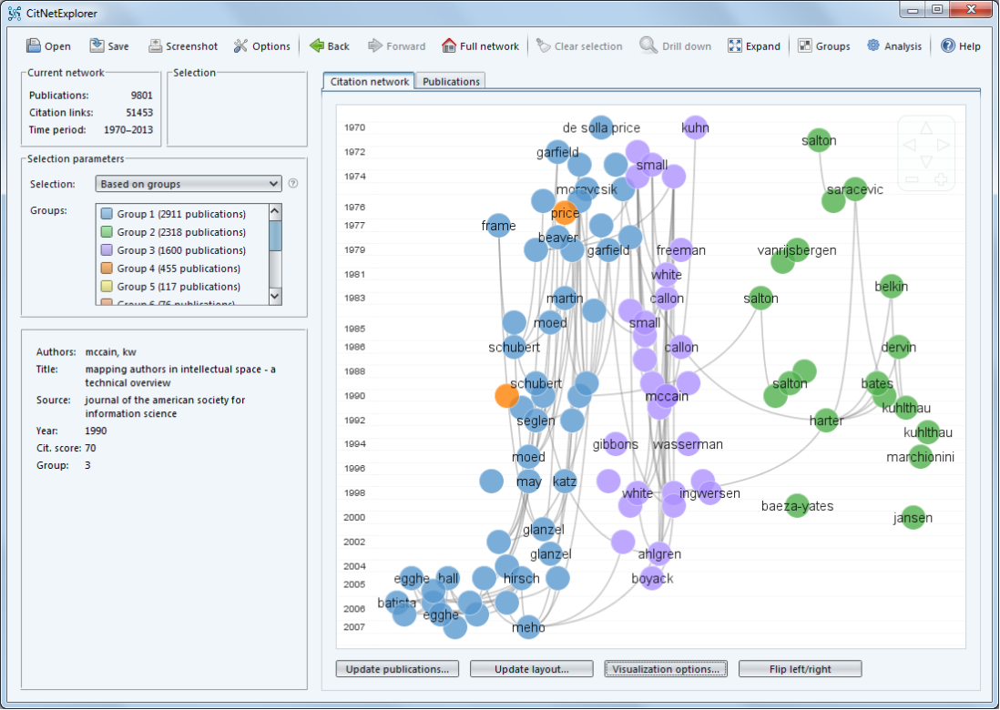 CitNetExplorer
Open Save Screenshot Options Back Forward Full network Clear selection Drill down Expand Groups Analysis Help
Current network
Publications: 9801
Citation links: 51453
Time period: 1970–2013
Selection
Selection parameters
Selection: Based on groups
Groups:
Group 1 (2911 publications)
Group 2 (2318 publications)
Group 3 (1600 publications)
Group 4 (455 publications)
Group 5 (117 publications)
Group 6 (76 publications)
Authors: mccain, kw
Title: mapping authors in intellectual space - a
technical overview
Source: journal of the american society for
information science
Year: 1990
Cit. score: 70
Group: 3
Citation network Publications
1970 de solla price kuhn
salton
1972 garfield
small
1974
moravcsik saracevic
1976
price
1977 frame
beaver
1979 garfield freeman vanrijsbergen
1981 white
belkin
1983 martin callon salton
1985 moed small
1986 schubert callon dervin
1988
schubert salton bates
1990 mccain
kuhlthau
1992 seglen harter
kuhlthau
1994 gibbons wasserman
moed marchionini
1996
may katz
1998 white ingwersen
baeza-yates
2000 jansen
glanzel
2002
glanzel ahlgren
2004
2005 egghe ball hirsch boyack
batista
2006 egghe
2007 meho
Update publications... Update layout... Visualization options... Flip left/right